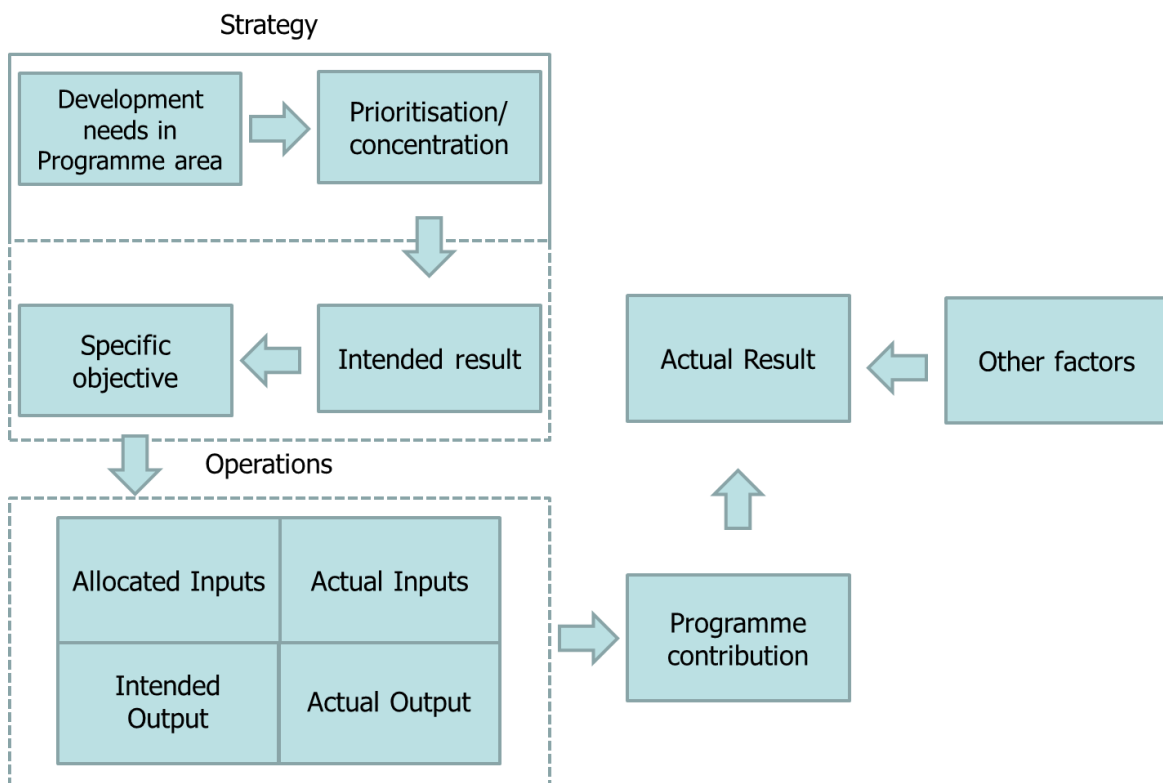 Strategy
Development
needs in
Programme area
Prioritisation/
concentration
Specific
objective
Intended result
Actual Result
Other factors
Operations
Allocated Inputs
Actual Inputs
Intended
Output
Actual Output
Programme
contribution